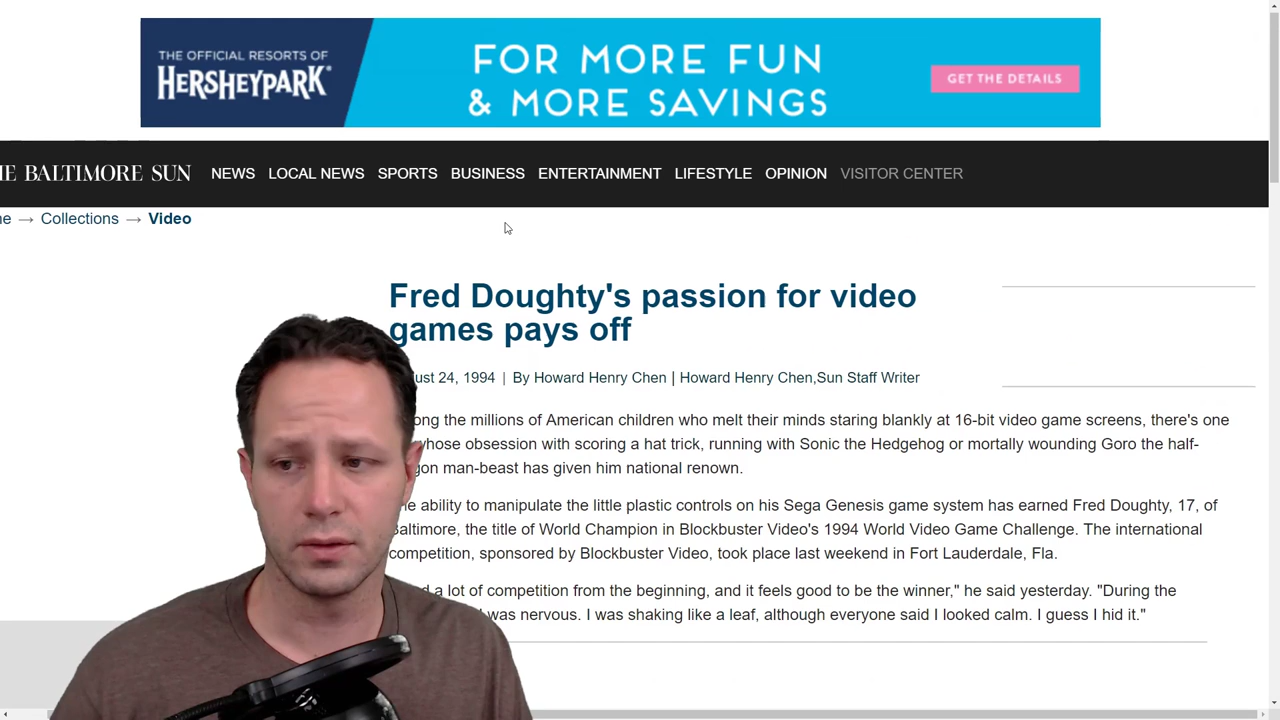 THE OFFICIAL RESORTS OF
HERSHEYPARK®
FOR MORE FUN
& MORE SAVINGS
GET THE DETAILS
BALTIMORE SUN
NEWS LOCAL NEWS SPORTS BUSINESS ENTERTAINMENT LIFESTYLE OPINION VISITOR CENTER
→ Collections → Video
Fred Doughty's passion for video
games pays off
24, 1994 | By Howard Henry Chen | Howard Henry Chen,Sun Staff Writer
the millions of American children who melt their minds staring blankly at 16-bit video game screens, there's one
whose obsession with scoring a hat trick, running with Sonic the Hedgehog or mortally wounding Goro the half-
man-beast has given him national renown.
ability to manipulate the little plastic controls on his Sega Genesis game system has earned Fred Doughty, 17, of
Baltimore, the title of World Champion in Blockbuster Video's 1994 World Video Game Challenge. The international
competition, sponsored by Blockbuster Video, took place last weekend in Fort Lauderdale, Fla.
a lot of competition from the beginning, and it feels good to be the winner," he said yesterday. "During the
was nervous. I was shaking like a leaf, although everyone said I looked calm. I guess I hid it."